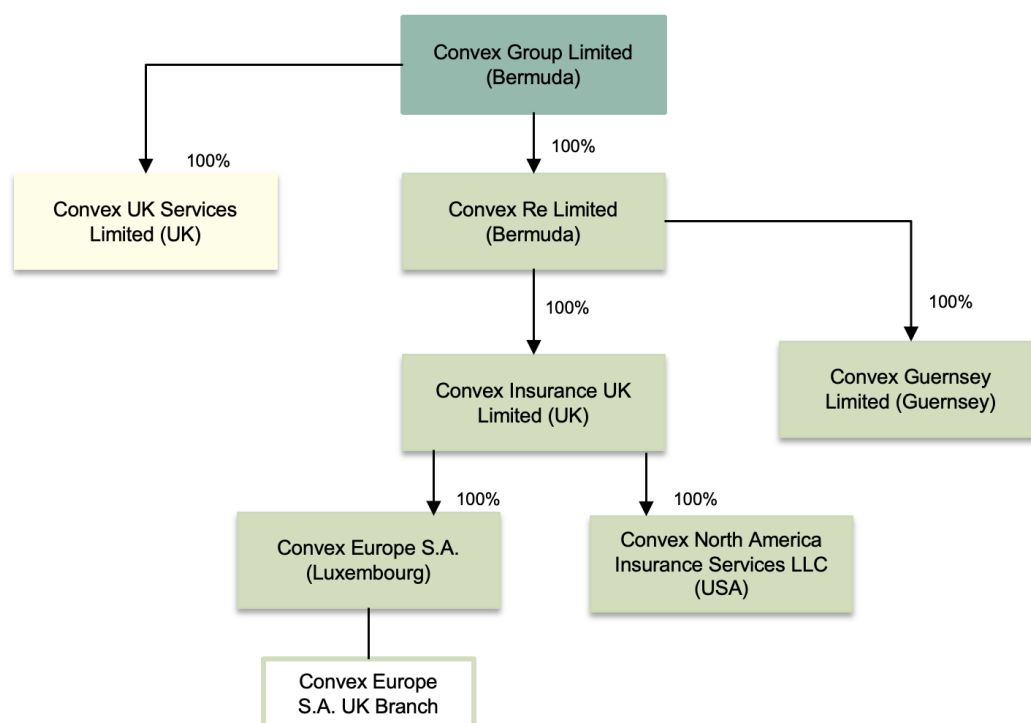 Convex Group Limited
(Bermuda)
100%
100%
Convex UK Services
Limited (UK)
Convex Re Limited
(Bermuda)
100%
100%
Convex Insurance UK
Limited (UK)
Convex Guernsey
Limited (Guernsey)
100%
100%
Convex Europe S.A.
(Luxembourg)
Convex North America
Insurance Services LLC
(USA)
Convex Europe
S.A. UK Branch